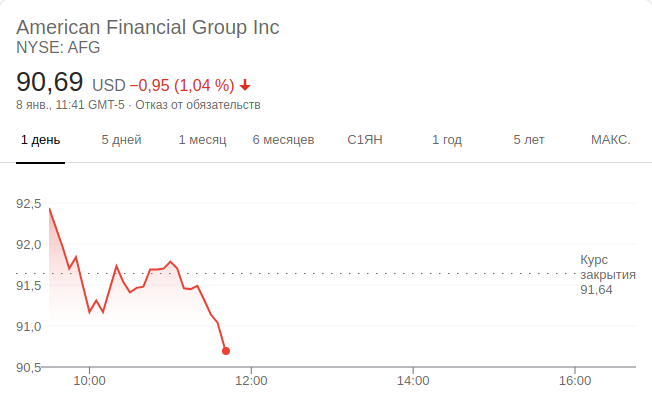 American Financial Group Inc
NYSE: AFG
90,69 USD −0,95 (1,04 %)
8 янв., 11:41 GMT-5 · Отказ от обязательств
1 день 5 дней 1 месяц 6 месяцев С1ЯН 1 год 5 лет МАКС.
92,5
92,0
Курс
закрытия
91,64
91,5
91,0
90,5
10:00 12:00 14:00 16:00